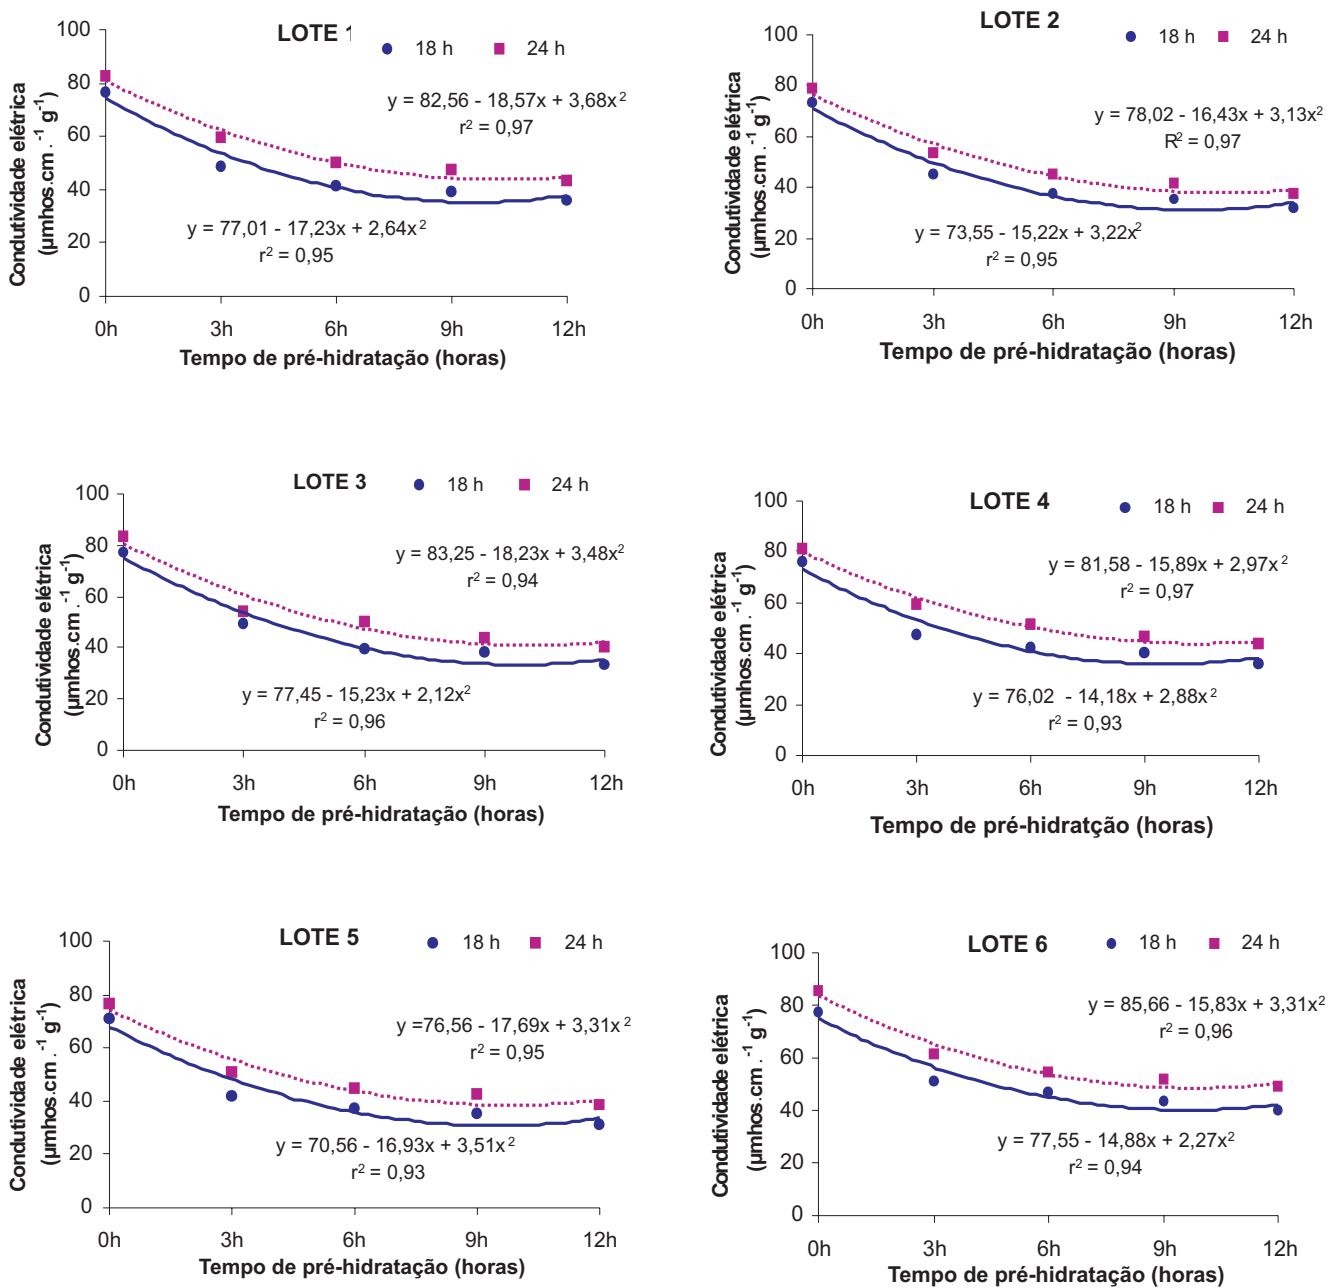 LOTE 1
18 h 24 h
Condutividade elétrica
(µmhos.cm . ⁻¹ g⁻¹)
100
80
60
40
20
0
y = 82,56 - 18,57x + 3,68x²
r² = 0,97
y = 77,01 - 17,23x + 2,64x²
r² = 0,95
0h 3h 6h 9h 12h
Tempo de pré-hidratação (horas)
LOTE 2
18 h 24 h
Condutividade elétrica
(µmhos.cm . ⁻¹ g⁻¹)
100
80
60
40
20
0
y = 78,02 - 16,43x + 3,13x²
R² = 0,97
y = 73,55 - 15,22x + 3,22x²
r² = 0,95
0h 3h 6h 9h 12h
Tempo de pré-hidratação (horas)
LOTE 3
18 h 24 h
Condutividade elétrica
(µmhos.cm . ⁻¹ g⁻¹)
100
80
60
40
20
0
y = 83,25 - 18,23x + 3,48x²
r² = 0,94
y = 77,45 - 15,23x + 2,12x²
r² = 0,96
0h 3h 6h 9h 12h
Tempo de pré-hidratação (horas)
LOTE 4
18 h 24 h
Condutividade elétrica
(µmhos.cm . ⁻¹ g⁻¹)
100
80
60
40
20
0
y = 81,58 - 15,89x + 2,97x²
r² = 0,97
y = 76,02 - 14,18x + 2,88x²
r² = 0,93
0h 3h 6h 9h 12h
Tempo de pré-hidratção (horas)
LOTE 5
18 h 24 h
Condutividade elétrica
(µmhos.cm . ⁻¹ g⁻¹)
100
80
60
40
20
0
y =76,56 - 17,69x + 3,31x²
r² = 0,95
y = 70,56 - 16,93x + 3,51x²
r² = 0,93
0h 3h 6h 9h 12h
Tempo de pré-hidratação (horas)
LOTE 6
18 h 24 h
Condutividade elétrica
(µmhos.cm . ⁻¹ g⁻¹)
100
80
60
40
20
0
y = 85,66 - 15,83x + 3,31x²
r² = 0,96
y = 77,55 - 14,88x + 2,27x²
r² = 0,94
0h 3h 6h 9h 12h
Tempo de pré-hidratação (horas)